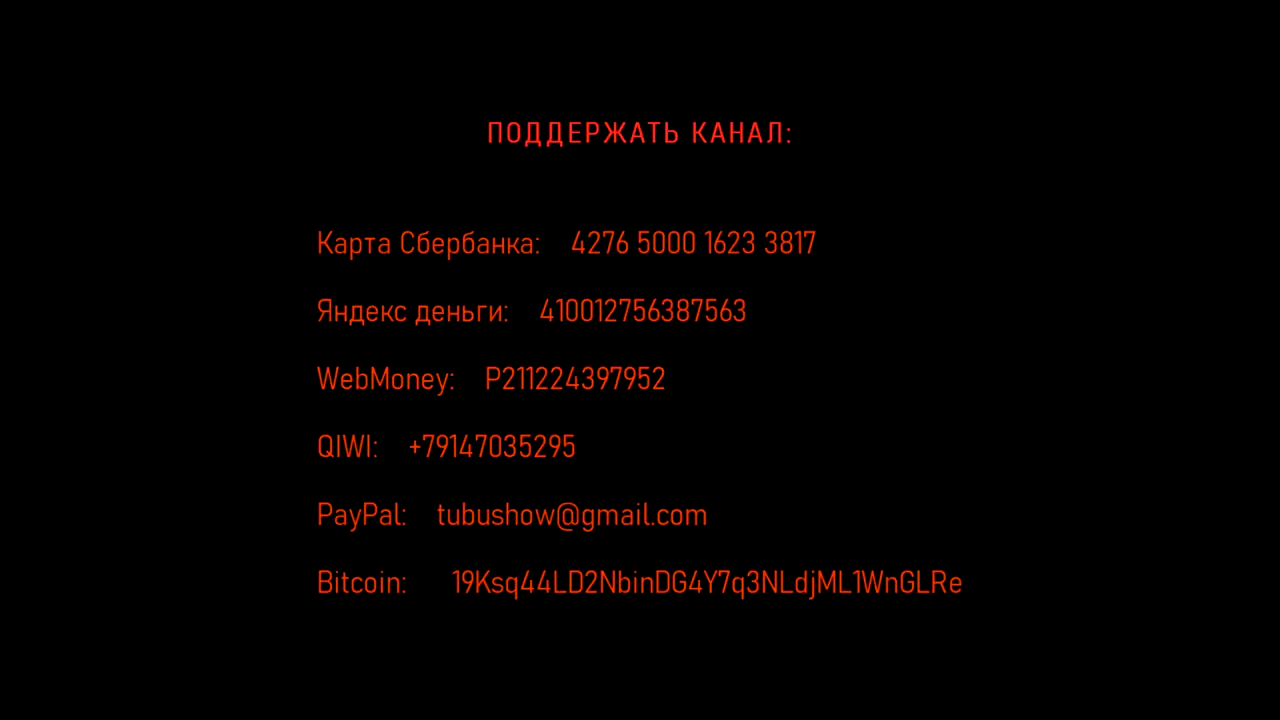 ПОДДЕРЖАТЬ КАНАЛ:
Карта Сбербанка: 4276 5000 1623 3817
Яндекс деньги: 410012756387563
WebMoney: P211224397952
QIWI: +79147035295
PayPal: tubushow@gmail.com
Bitcoin: 19Ksq44LD2NbinDG4Y7q3NLdjML1WnGLRe